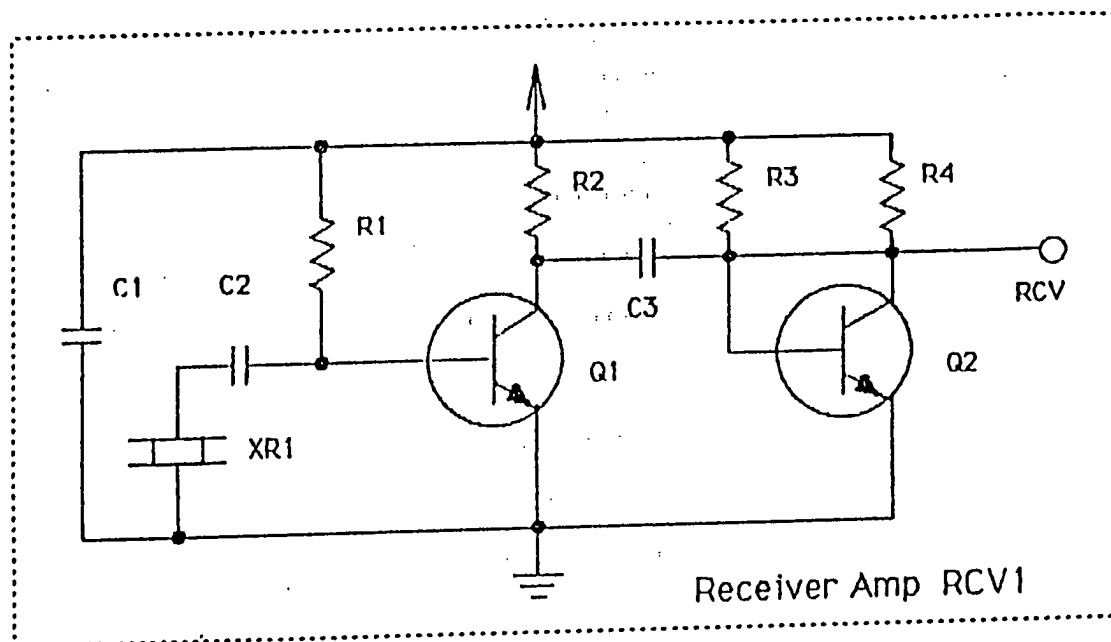 R2
R3
R4
R1
C1
C2
C3
RCV
Q1
Q2
XR1
Receiver Amp RCV1